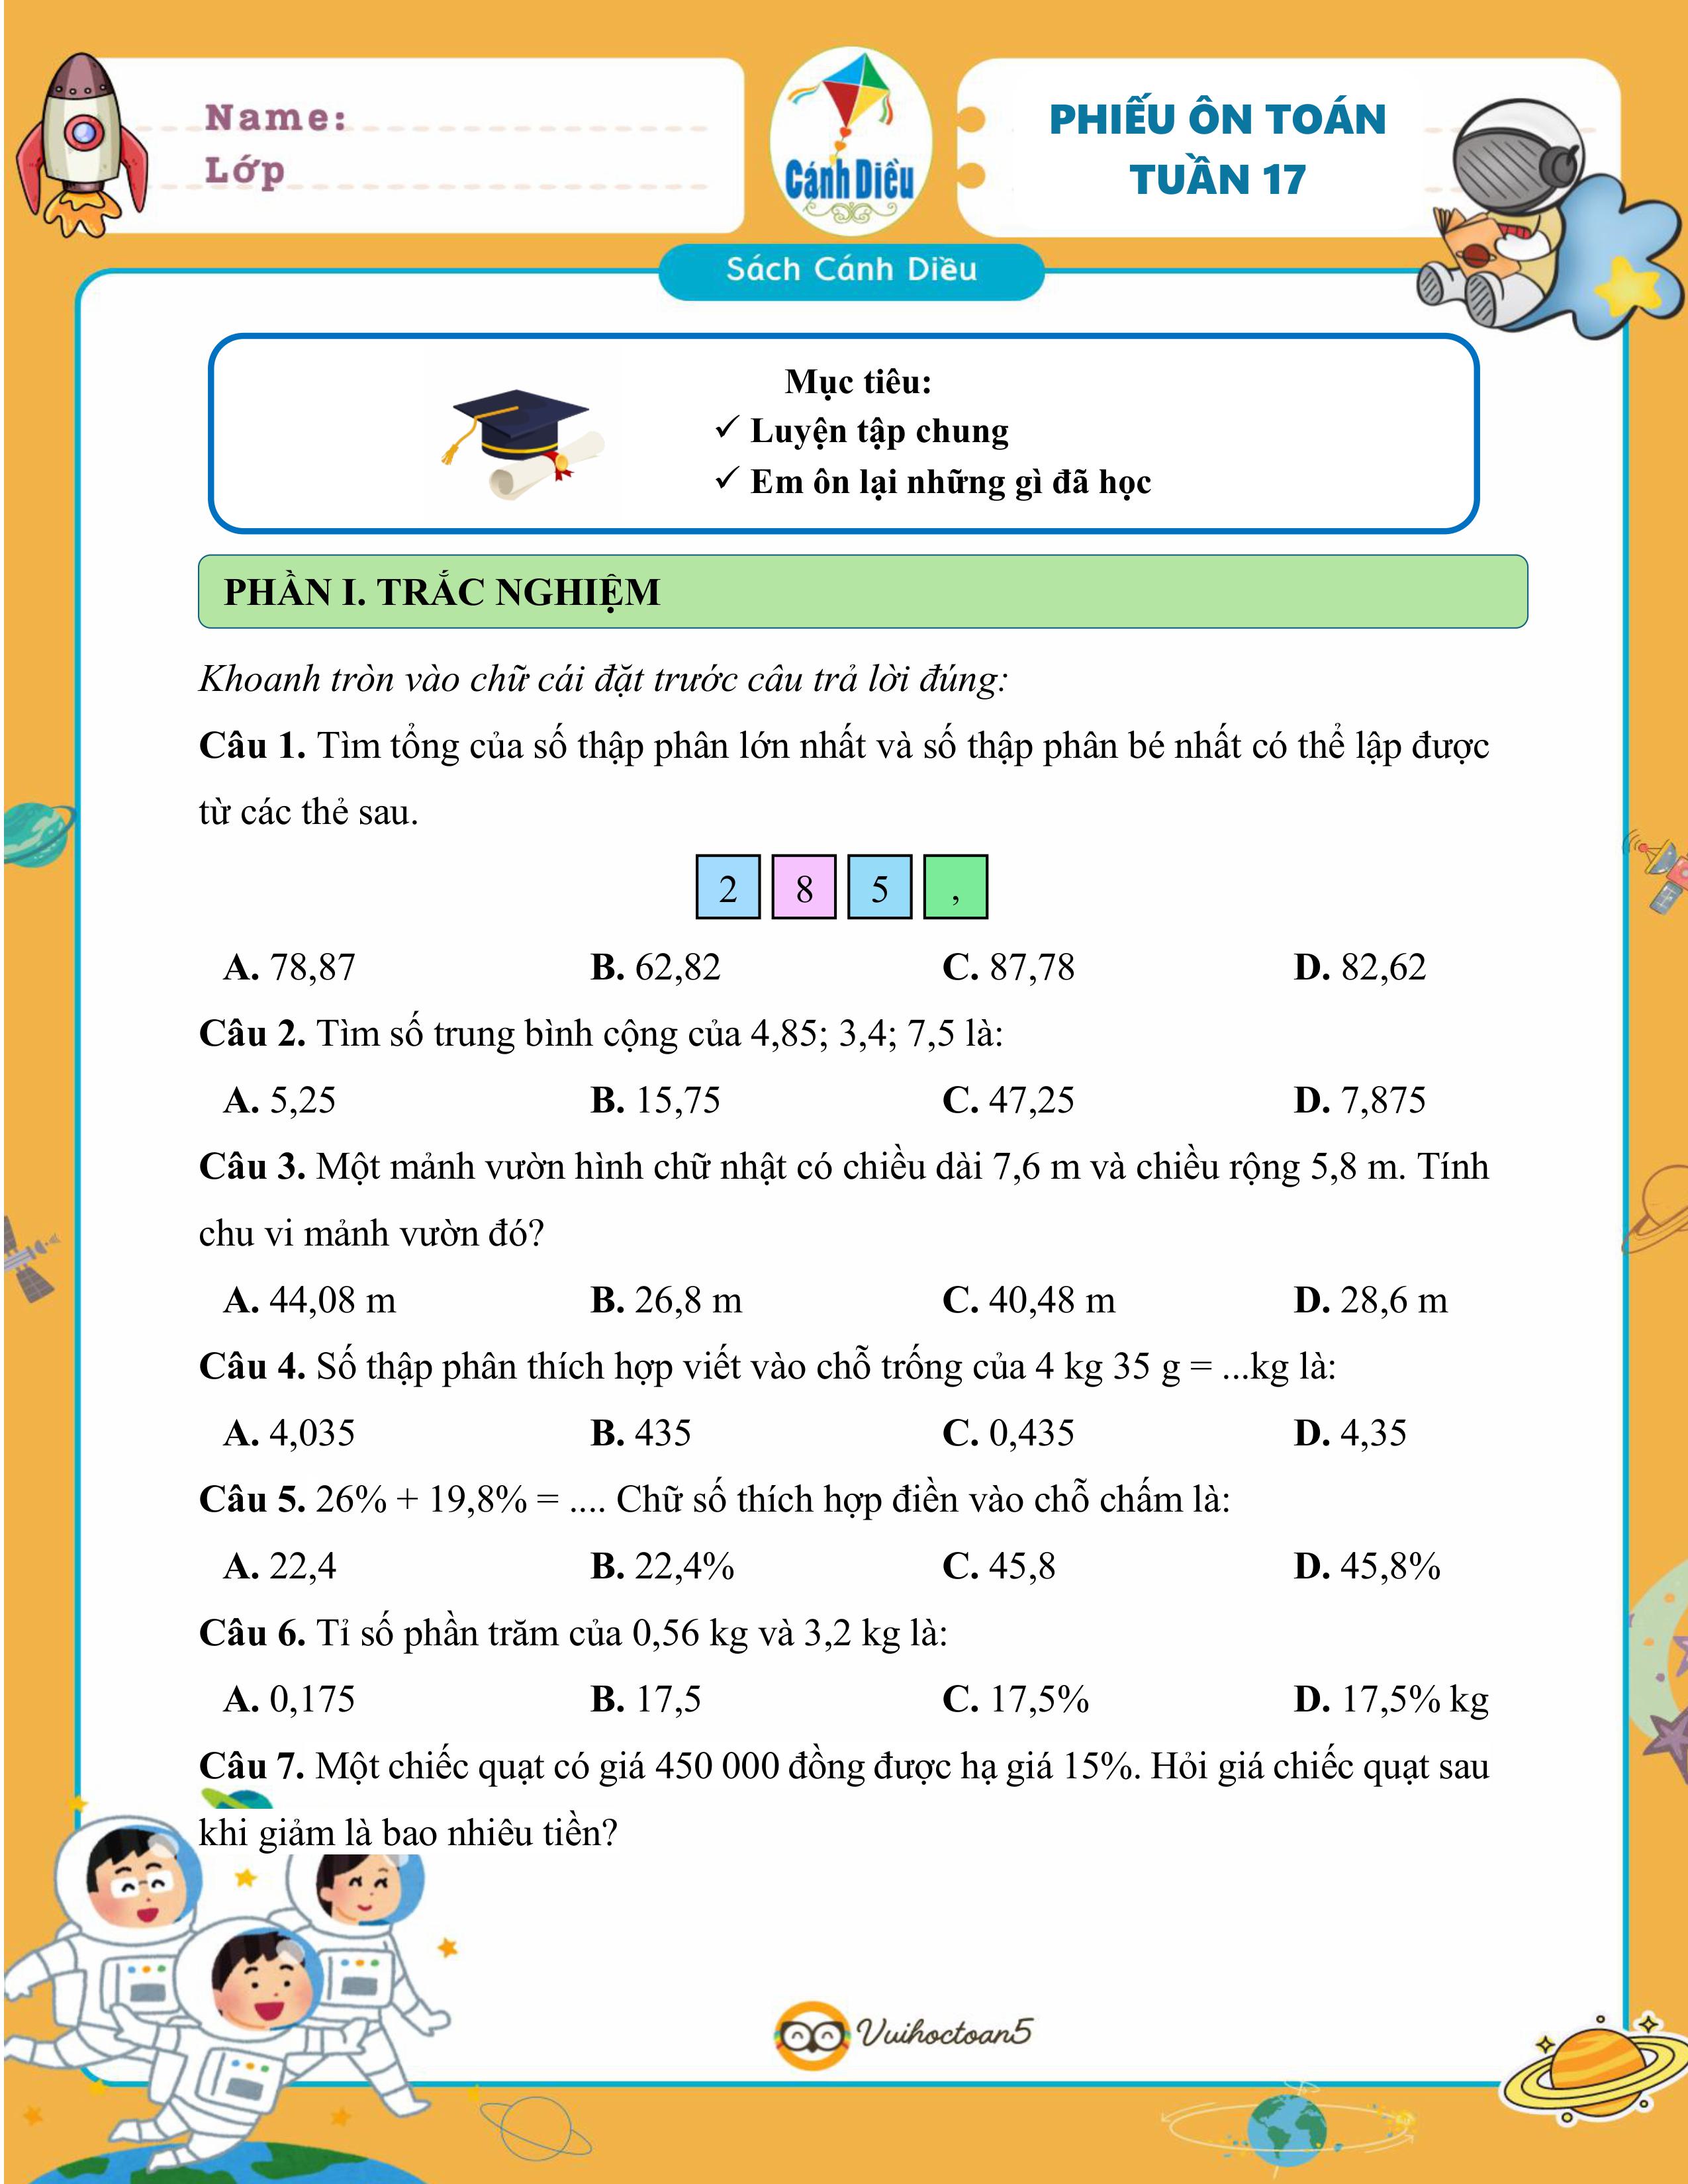 Name:
Lớp
Cánh Diều
PHIẾU ÔN TOÁN
TUẦN 17
Sách Cánh Diều
Mục tiêu:
✓ Luyện tập chung
✓ Em ôn lại những gì đã học
PHẦN I. TRẮC NGHIỆM
Khoanh tròn vào chữ cái đặt trước câu trả lời đúng:
Câu 1. Tìm tổng của số thập phân lớn nhất và số thập phân bé nhất có thể lập được
từ các thẻ sau.
2 8 5 ,
A. 78,87 B. 62,82 C. 87,78 D. 82,62
Câu 2. Tìm số trung bình cộng của 4,85; 3,4; 7,5 là:
A. 5,25 B. 15,75 C. 47,25 D. 7,875
Câu 3. Một mảnh vườn hình chữ nhật có chiều dài 7,6 m và chiều rộng 5,8 m. Tính
chu vi mảnh vườn đó?
A. 44,08 m B. 26,8 m C. 40,48 m D. 28,6 m
Câu 4. Số thập phân thích hợp viết vào chỗ trống của 4 kg 35 g = ...kg là:
A. 4,035 B. 435 C. 0,435 D. 4,35
Câu 5. 26% + 19,8% = .... Chữ số thích hợp điền vào chỗ chấm là:
A. 22,4 B. 22,4% C. 45,8 D. 45,8%
Câu 6. Tỉ số phần trăm của 0,56 kg và 3,2 kg là:
A. 0,175 B. 17,5 C. 17,5% D. 17,5% kg
Câu 7. Một chiếc quạt có giá 450 000 đồng được hạ giá 15%. Hỏi giá chiếc quạt sau
khi giảm là bao nhiêu tiền?
Vuihoctoan5